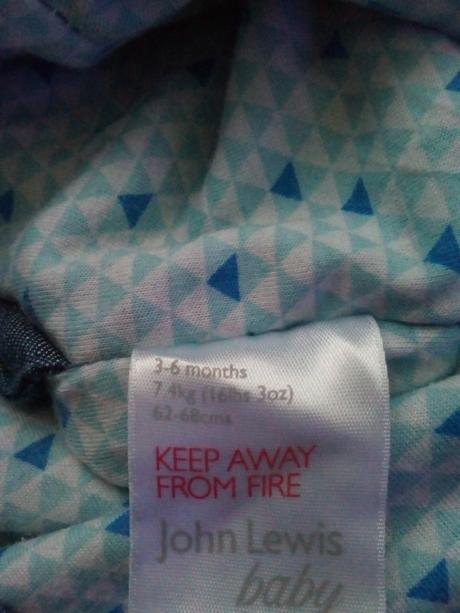 3-6 months
7.4kg (16lbs 3oz)
62-68cms
KEEP AWAY
FROM FIRE
John Lewis
baby